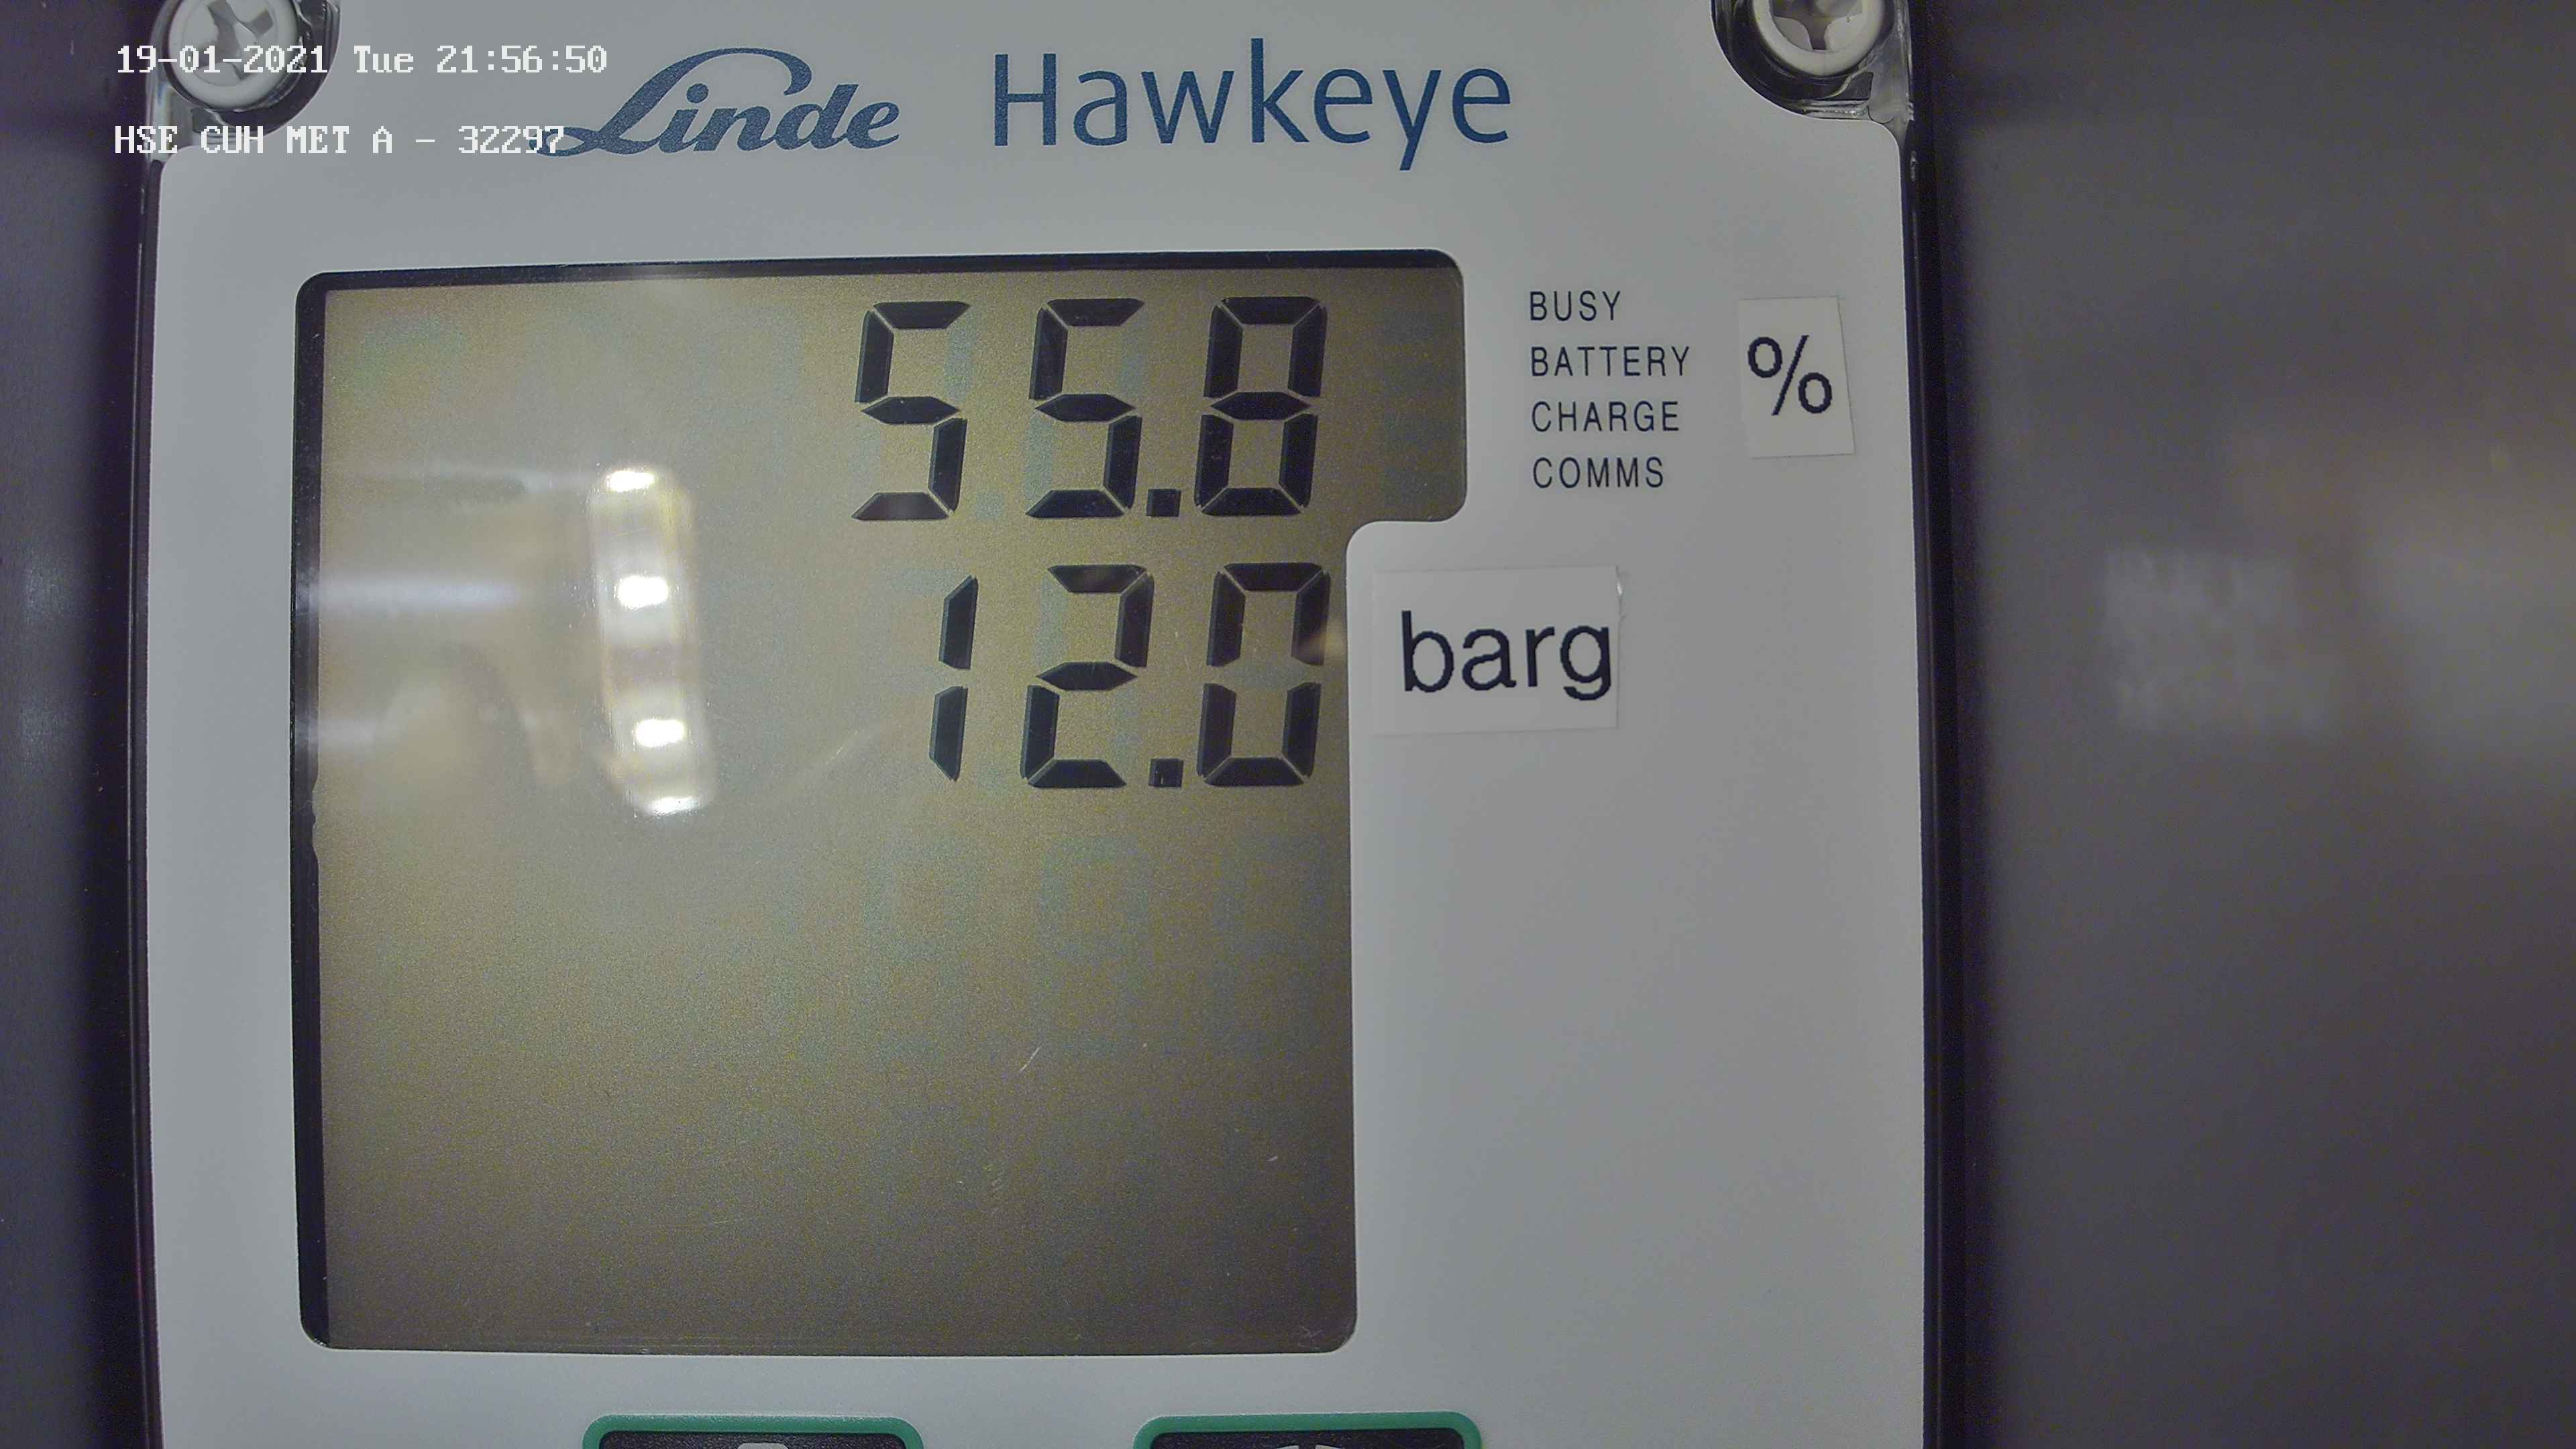 19-01-2021 Tue 21:56:50
Linde Hawkeye
HSE CUH MET A - 32297
55.8
BUSY
BATTERY
CHARGE
COMMS
%
12.0
barg